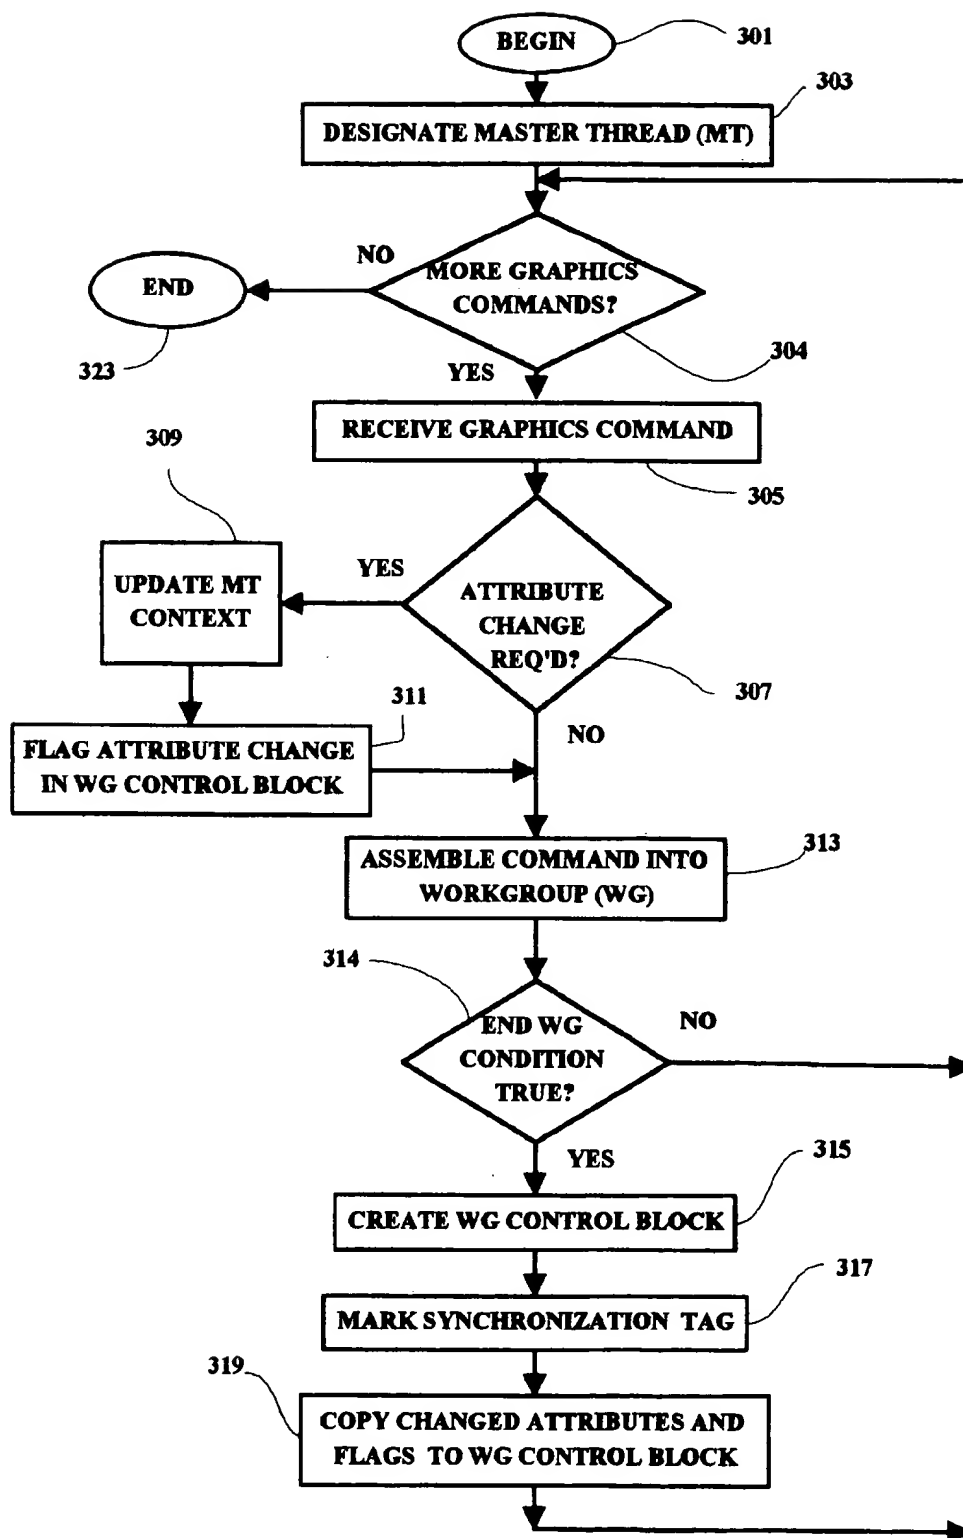 BEGIN
301
303
DESIGNATE MASTER THREAD (MT)
NO
MORE GRAPHICS
COMMANDS?
END
323
304
YES
RECEIVE GRAPHICS COMMAND
309
305
YES
UPDATE MT
CONTEXT
ATTRIBUTE
CHANGE
REQ'D?
307
311
NO
FLAG ATTRIBUTE CHANGE
IN WG CONTROL BLOCK
313
ASSEMBLE COMMAND INTO
WORKGROUP (WG)
314
END WG
CONDITION
TRUE?
NO
YES
315
CREATE WG CONTROL BLOCK
317
MARK SYNCHRONIZATION TAG
319
COPY CHANGED ATTRIBUTES AND
FLAGS TO WG CONTROL BLOCK